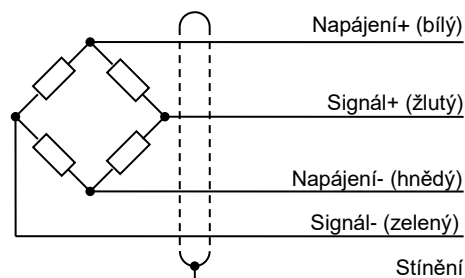 Napájení+ (bílý)
Signál+ (žlutý)
Napájení- (hnědý)
Signál- (zelený)
Stínění